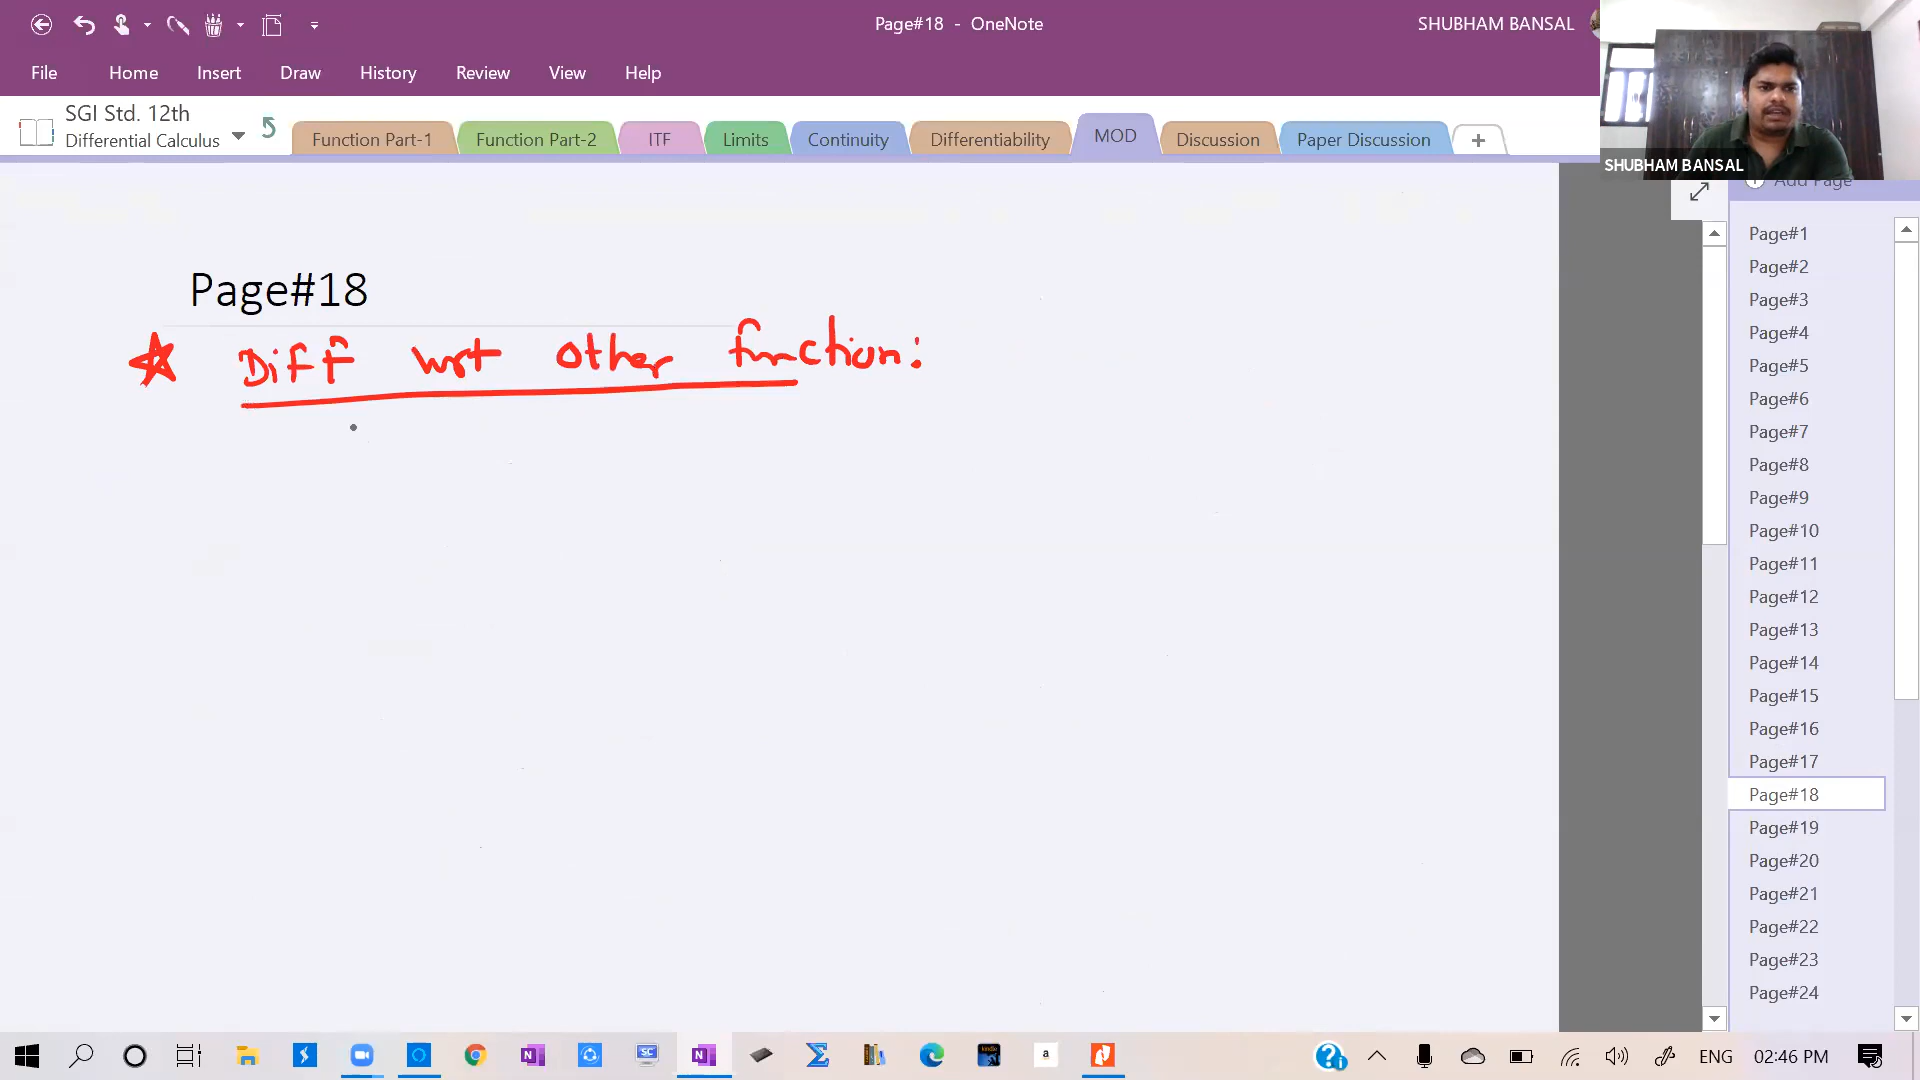 Page#18 - OneNote
SHUBHAM BANSAL
File Home Insert Draw History Review View Help
SGI Std. 12th
Differential Calculus
Function Part-1 Function Part-2 ITF Limits Continuity Differentiability MOD Discussion Paper Discussion +
SHUBHAM BANSAL
Add Page
Page#18
Diff wrt other function:
Page#1
Page#2
Page#3
Page#4
Page#5
Page#6
Page#7
Page#8
Page#9
Page#10
Page#11
Page#12
Page#13
Page#14
Page#15
Page#16
Page#17
Page#18
Page#19
Page#20
Page#21
Page#22
Page#23
Page#24
ENG 02:46 PM